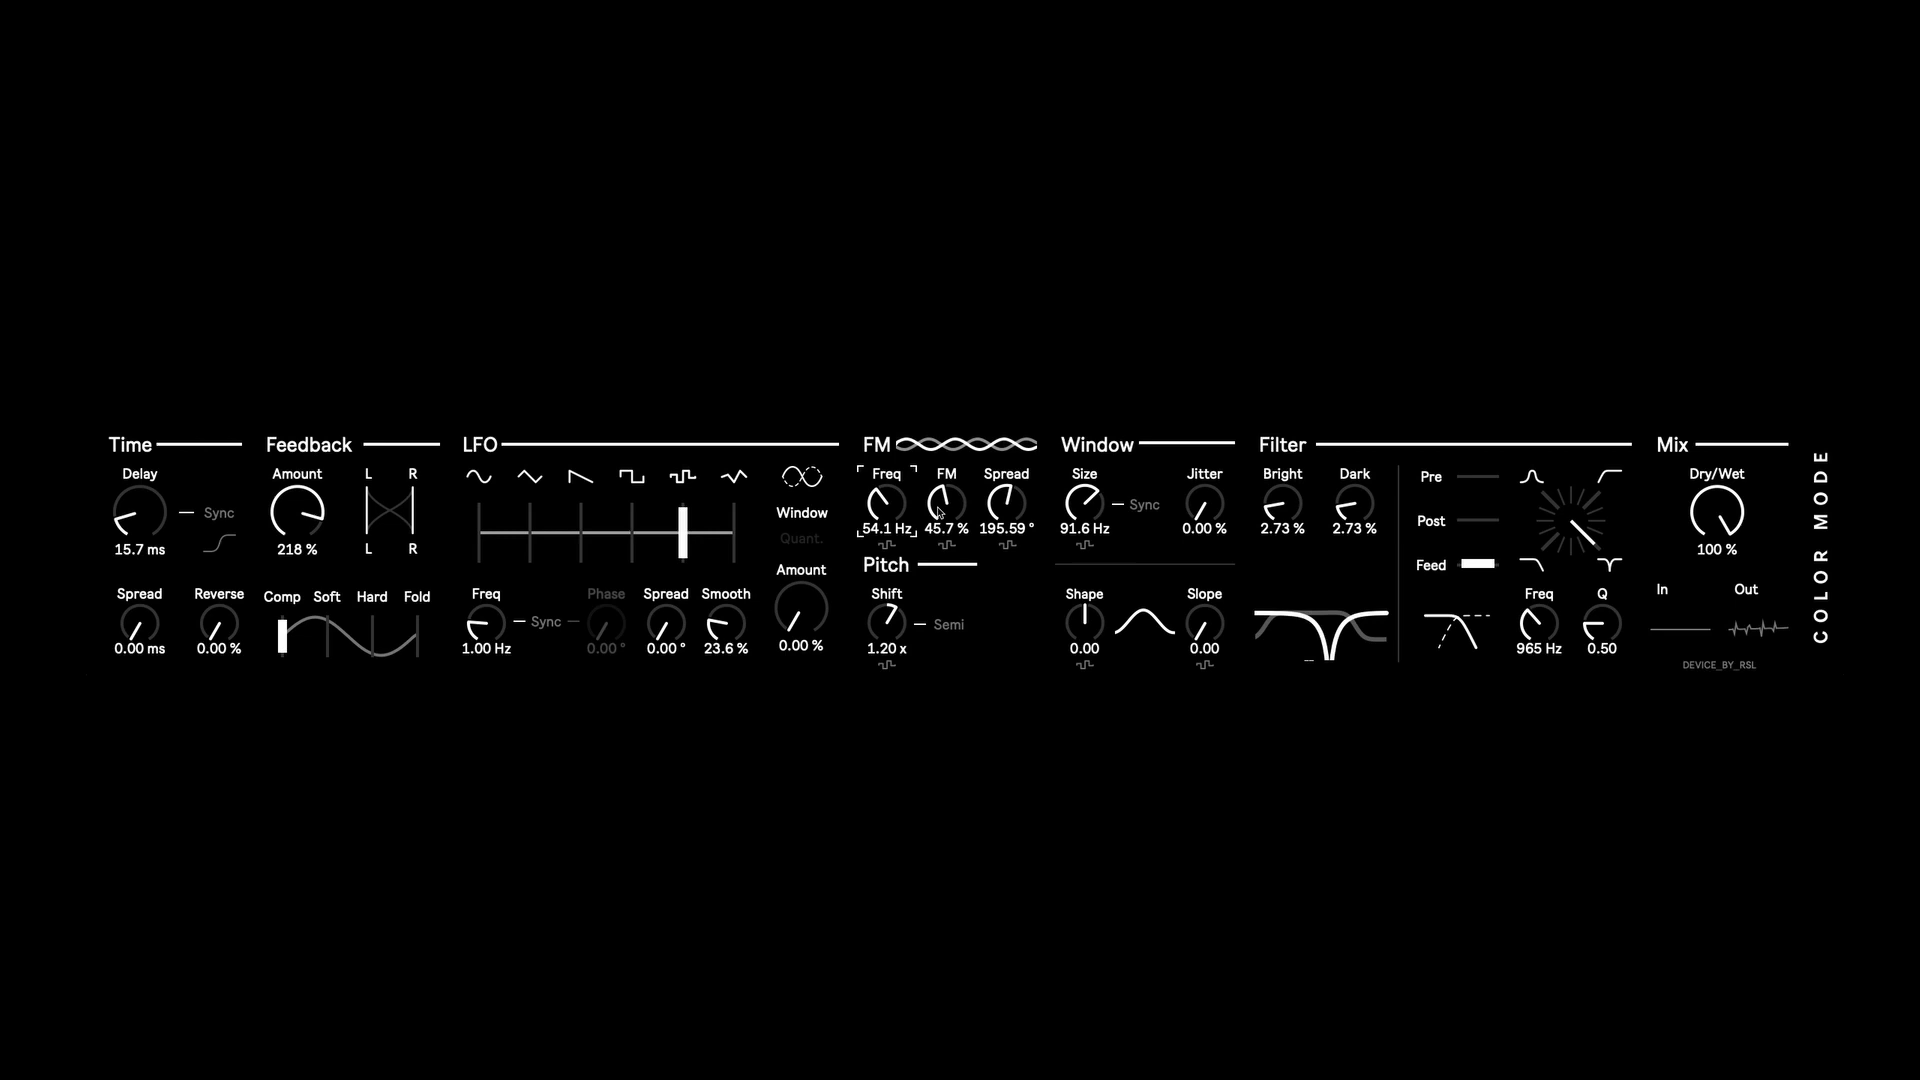 Time
Delay
Sync
15.7 ms
Spread
Reverse
0.00 ms
0.00 %
Feedback
Amount
L R
218 %
L R
Comp Soft Hard Fold
LFO
Window
Quant.
Amount
0.00 %
Freq
Sync
Phase
Spread
Smooth
1.00 Hz
0.00 °
0.00 °
23.6 %
FM
Freq
FM
Spread
54.1 Hz
45.7 %
195.59 °
Pitch
Shift
Semi
1.20 x
Window
Size
Sync
Jitter
91.6 Hz
0.00 %
Shape
Slope
0.00
0.00
Filter
Bright
Dark
2.73 %
2.73 %
Pre
Post
Feed
Freq
Q
965 Hz
0.50
Mix
Dry/Wet
100 %
In
Out
DEVICE_BY_RSL
COLOR MODE